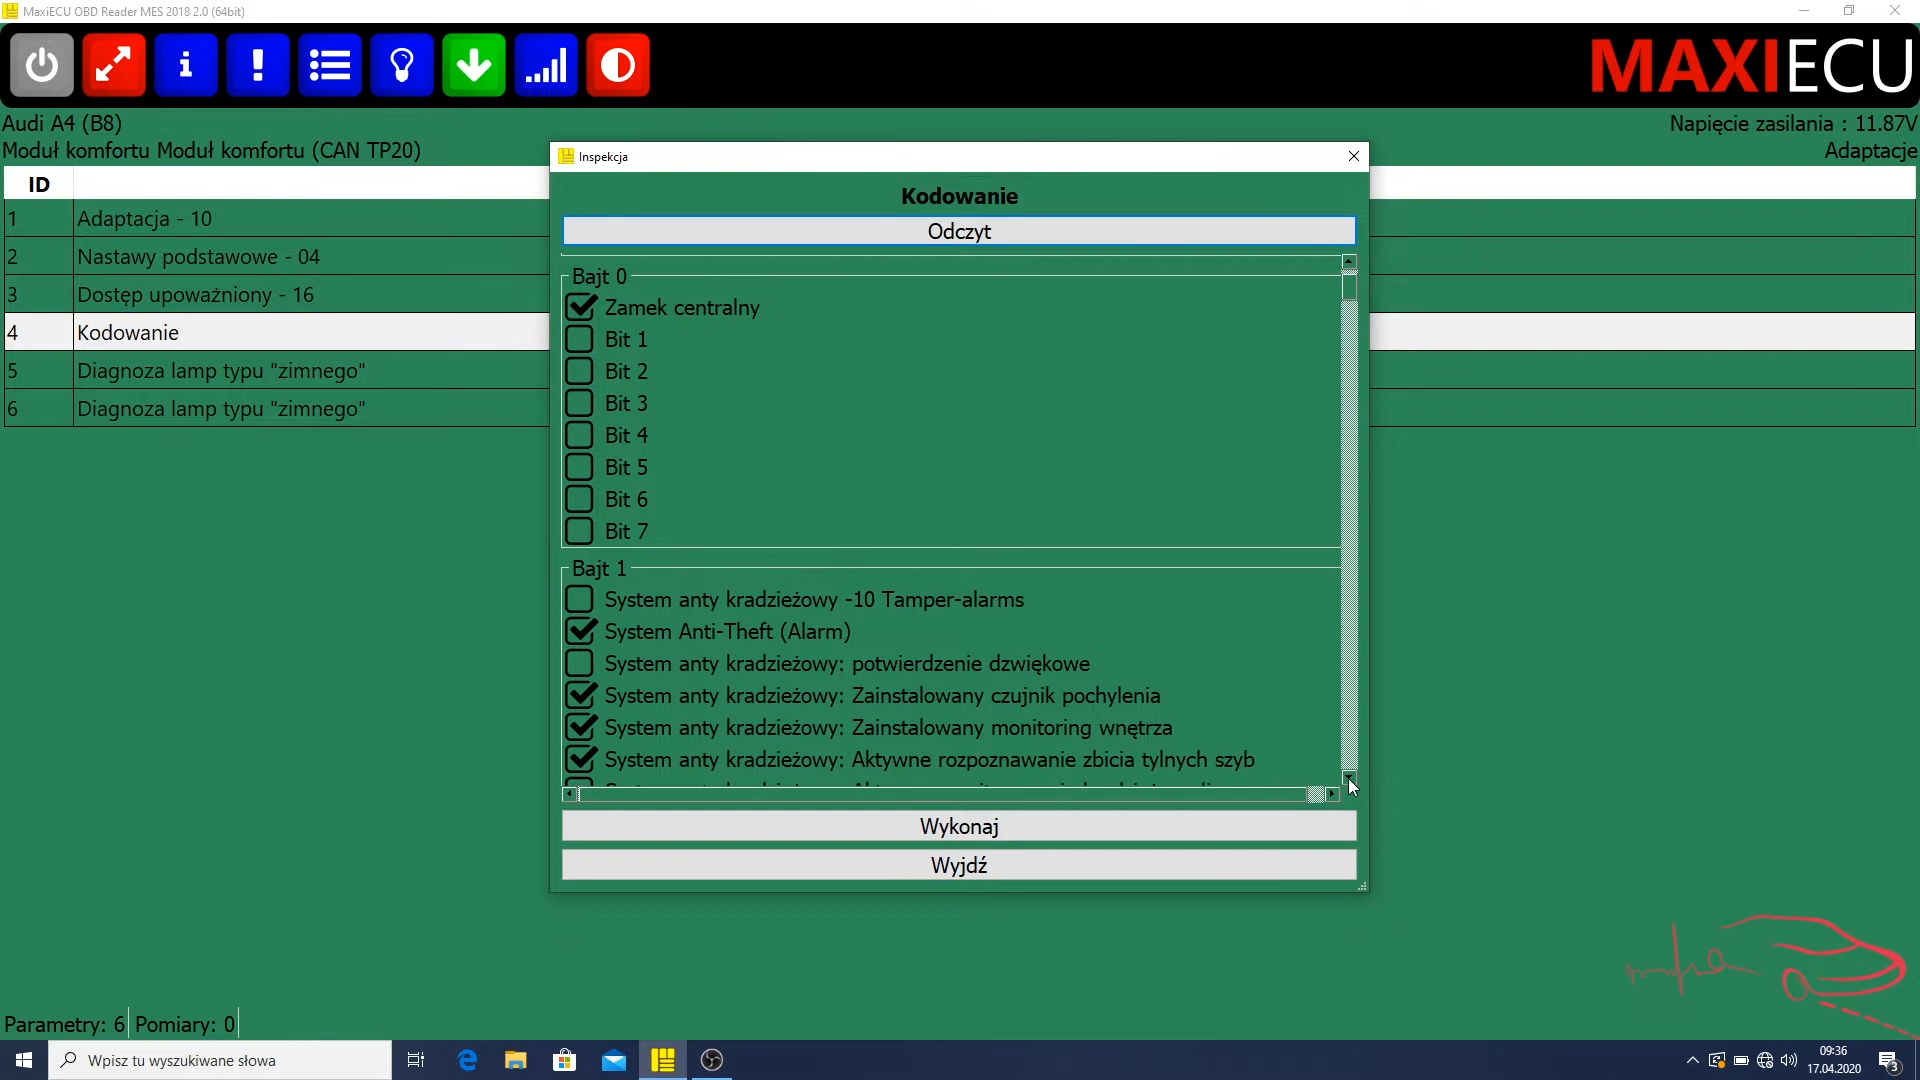 MaxiECU OBD Reader MES 2018 2.0 (64bit)
MAXIECU
Audi A4 (B8)
Napięcie zasilania : 11.87V
Moduł komfortu Moduł komfortu (CAN TP20)
Adaptacje
ID
1 Adaptacja - 10
2 Nastawy podstawowe - 04
3 Dostęp upoważniony - 16
4 Kodowanie
5 Diagnoza lamp typu "zimnego"
6 Diagnoza lamp typu "zimnego"
Inspekcja
Kodowanie
Odczyt
Bajt 0
Zamek centralny
Bit 1
Bit 2
Bit 3
Bit 4
Bit 5
Bit 6
Bit 7
Bajt 1
System anty kradzieżowy -10 Tamper-alarms
System Anti-Theft (Alarm)
System anty kradzieżowy: potwierdzenie dzwiękowe
System anty kradzieżowy: Zainstalowany czujnik pochylenia
System anty kradzieżowy: Zainstalowany monitoring wnętrza
System anty kradzieżowy: Aktywne rozpoznawanie zbicia tylnych szyb
Wykonaj
Wyjdź
Parametry: 6 Pomiary: 0
Wpisz tu wyszukiwane słowa
09:36
17.04.2020
3